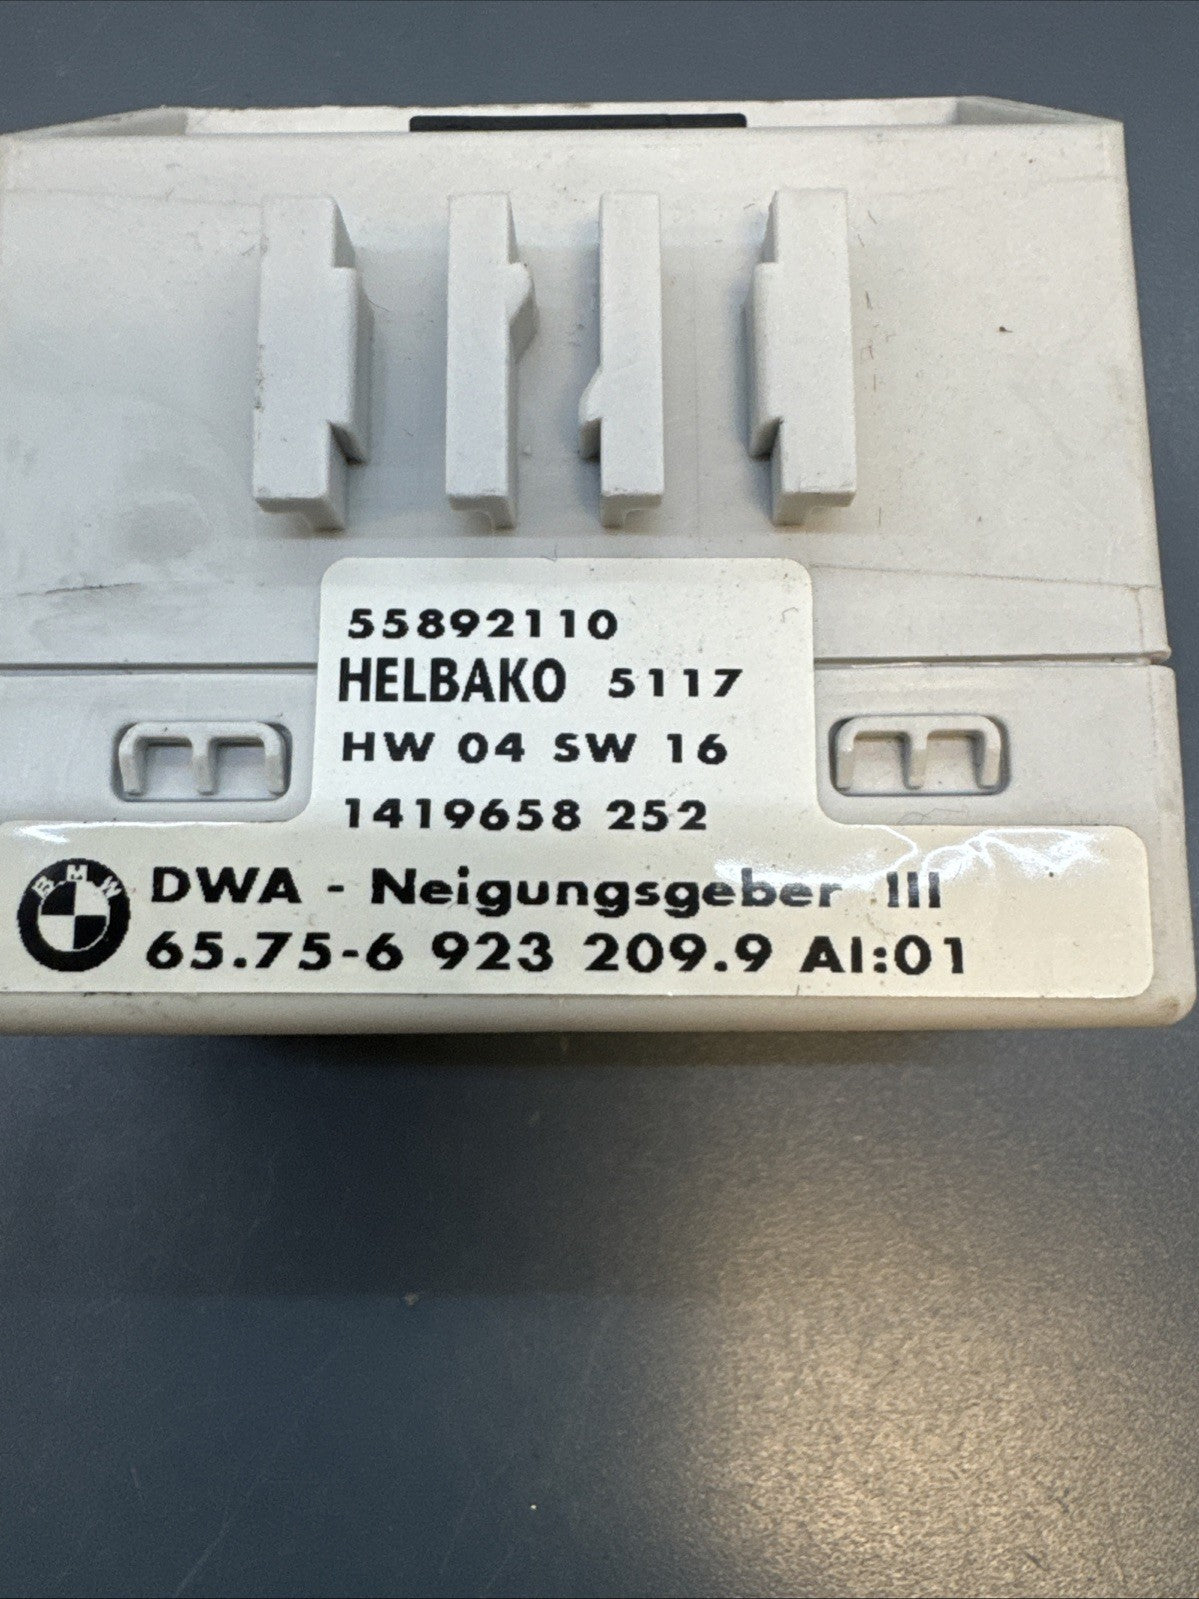 55892110
HELBAKO 5117
HW 04 SW 16
1419658 252
BMW
DWA - Neigungsgeber III
65.75-6 923 209.9 AI:01